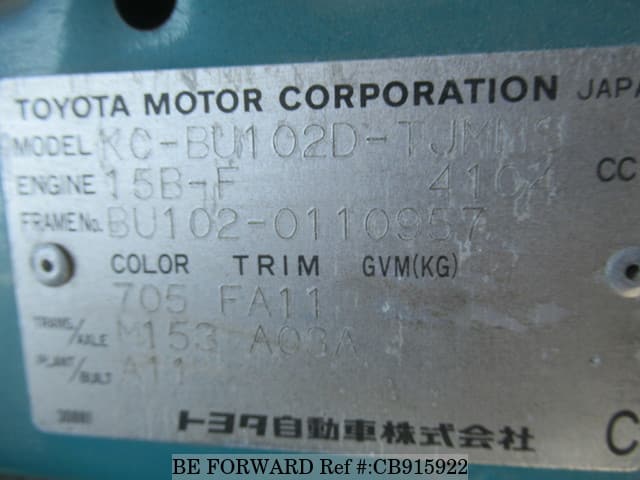 TOYOTA MOTOR CORPORATION JAPA
MODEL KC-BU102D-TJMMS
ENGINE 15B-F 4104 CC
FRAME No. BU102-0110957
COLOR TRIM GVM(KG)
705 FA11
TRANS/AXLE M153 A03A
PLANT/BUILT A11
トヨタ自動車株式会社 C
BE FORWARD Ref #:CB915922